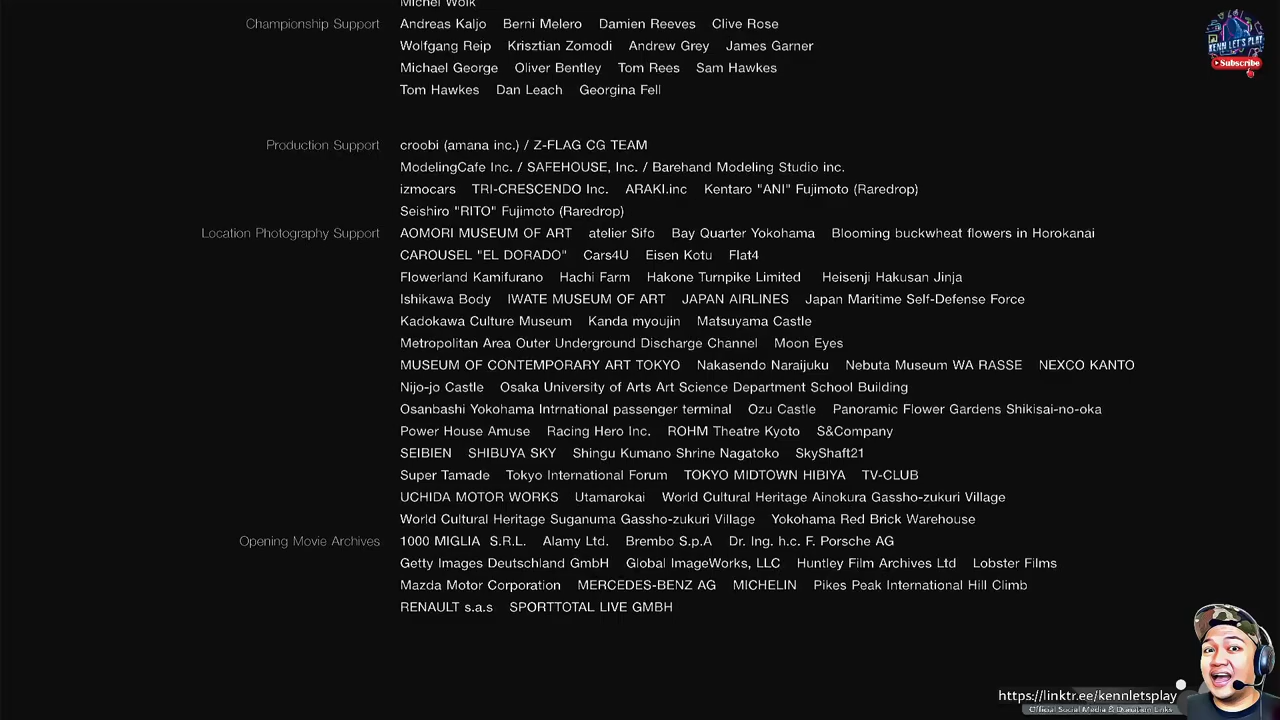 Michel Wolk
Championship Support Andreas Kaljo Berni Melero Damien Reeves Clive Rose
Wolfgang Reip Krisztian Zomodi Andrew Grey James Garner
Michael George Oliver Bentley Tom Rees Sam Hawkes
Tom Hawkes Dan Leach Georgina Fell
Production Support croobi (amana inc.) / Z-FLAG CG TEAM
ModelingCafe Inc. / SAFEHOUSE, Inc. / Barehand Modeling Studio inc.
izmocars TRI-CRESCENDO Inc. ARAKI.inc Kentaro "ANI" Fujimoto (Raredrop)
Seishiro "RITO" Fujimoto (Raredrop)
Location Photography Support AOMORI MUSEUM OF ART atelier Sifo Bay Quarter Yokohama Blooming buckwheat flowers in Horokanai
CAROUSEL "EL DORADO" Cars4U Eisen Kotu Flat4
Flowerland Kamifurano Hachi Farm Hakone Turnpike Limited Heisenji Hakusan Jinja
Ishikawa Body IWATE MUSEUM OF ART JAPAN AIRLINES Japan Maritime Self-Defense Force
Kadokawa Culture Museum Kanda myoujin Matsuyama Castle
Metropolitan Area Outer Underground Discharge Channel Moon Eyes
MUSEUM OF CONTEMPORARY ART TOKYO Nakasendo Naraijuku Nebuta Museum WA RASSE NEXCO KANTO
Nijo-jo Castle Osaka University of Arts Art Science Department School Building
Osanbashi Yokohama Intrnational passenger terminal Ozu Castle Panoramic Flower Gardens Shikisai-no-oka
Power House Amuse Racing Hero Inc. ROHM Theatre Kyoto S&Company
SEIBIEN SHIBUYA SKY Shingu Kumano Shrine Nagatoko SkyShaft21
Super Tamade Tokyo International Forum TOKYO MIDTOWN HIBIYA TV-CLUB
UCHIDA MOTOR WORKS Utamarokai World Cultural Heritage Ainokura Gassho-zukuri Village
World Cultural Heritage Suganuma Gassho-zukuri Village Yokohama Red Brick Warehouse
Opening Movie Archives 1000 MIGLIA S.R.L. Alamy Ltd. Brembo S.p.A Dr. Ing. h.c. F. Porsche AG
Getty Images Deutschland GmbH Global ImageWorks, LLC Huntley Film Archives Ltd Lobster Films
Mazda Motor Corporation MERCEDES-BENZ AG MICHELIN Pikes Peak International Hill Climb
RENAULT s.a.s SPORTTOTAL LIVE GMBH
KENN LET'S PLAY
Subscribe
https://linktr.ee/kennletsplay
Official Social Media & Donation Links